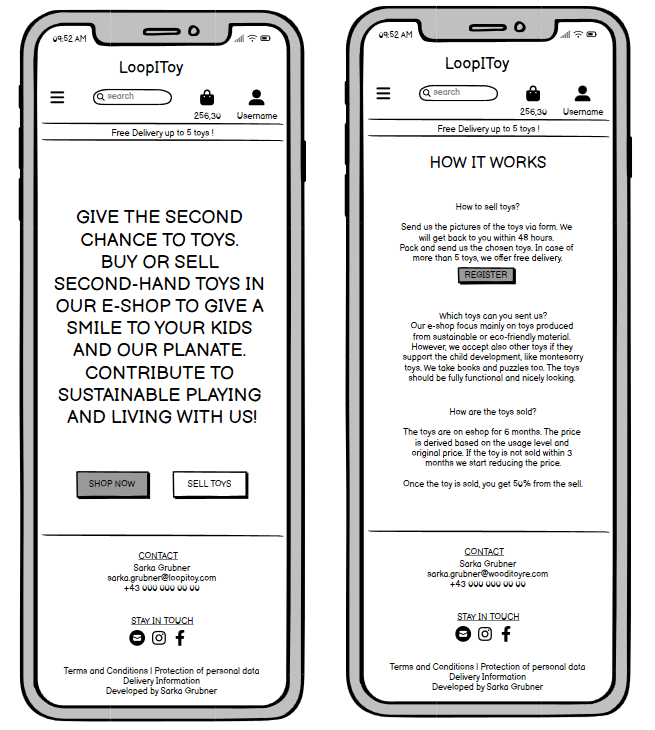 09:52 AM
LoopIToy
search
256,30
Username
Free Delivery up to 5 toys !
GIVE THE SECOND
CHANCE TO TOYS.
BUY OR SELL
SECOND-HAND TOYS IN
OUR E-SHOP TO GIVE A
SMILE TO YOUR KIDS
AND OUR PLANATE.
CONTRIBUTE TO
SUSTAINABLE PLAYING
AND LIVING WITH US!
SHOP NOW
SELL TOYS
CONTACT
Sarka Grubner
sarka.grubner@loopitoy.com
+43 000 000 00 00
STAY IN TOUCH
Terms and Conditions | Protection of personal data
Delivery Information
Developed by Sarka Grubner
09:52 AM
LoopIToy
search
256,30
Username
Free Delivery up to 5 toys !
HOW IT WORKS
How to sell toys?
Send us the pictures of the toys via form. We
will get back to you within 48 hours.
Pack and send us the chosen toys. In case of
more than 5 toys, we offer free delivery.
REGISTER
Which toys can you sent us?
Our e-shop focus mainly on toys produced
from sustainable or eco-friendly material.
However, we accept also other toys if they
support the child development, like montesorry
toys. We take books and puzzles too. The toys
should be fully functional and nicely looking.
How are the toys sold?
The toys are on eshop for 6 months. The price
is derived based on the usage level and
original price. If the toy is not sold within 3
months we start reducing the price.
Once the toy is sold, you get 50% from the sell.
CONTACT
Sarka Grubner
sarka.grubner@wooditoyre.com
+43 000 000 00 00
STAY IN TOUCH
Terms and Conditions | Protection of personal data
Delivery Information
Developed by Sarka Grubner